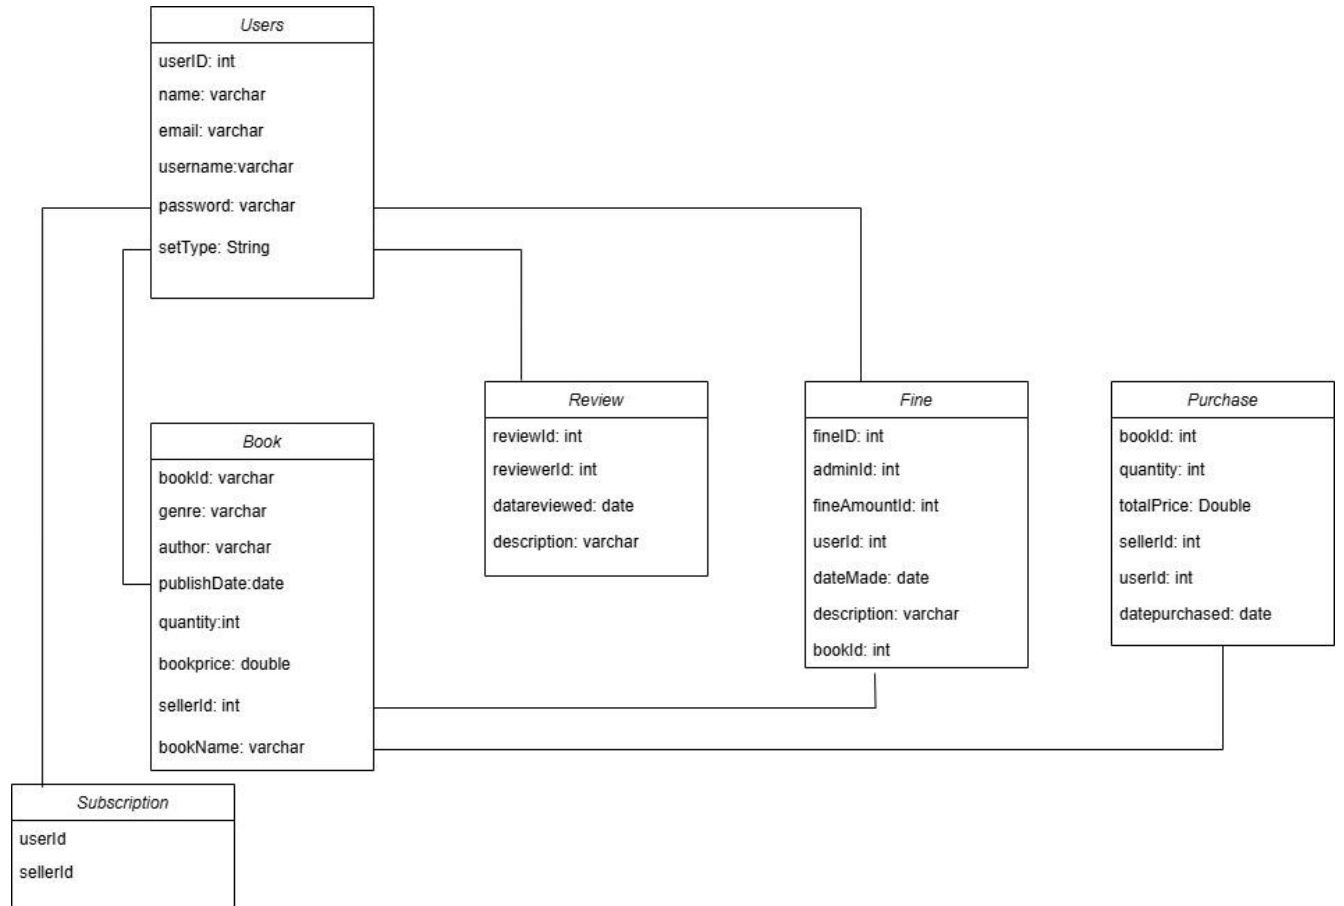 Users
userID: int
name: varchar
email: varchar
username:varchar
password: varchar
setType: String
Review
reviewId: int
reviewerId: int
datareviewed: date
description: varchar
Fine
fineID: int
adminId: int
fineAmountId: int
userId: int
dateMade: date
description: varchar
bookId: int
Purchase
bookId: int
quantity: int
totalPrice: Double
sellerId: int
userId: int
datepurchased: date
Book
bookId: varchar
genre: varchar
author: varchar
publishDate:date
quantity:int
bookprice: double
sellerId: int
bookName: varchar
Subscription
userId
sellerId